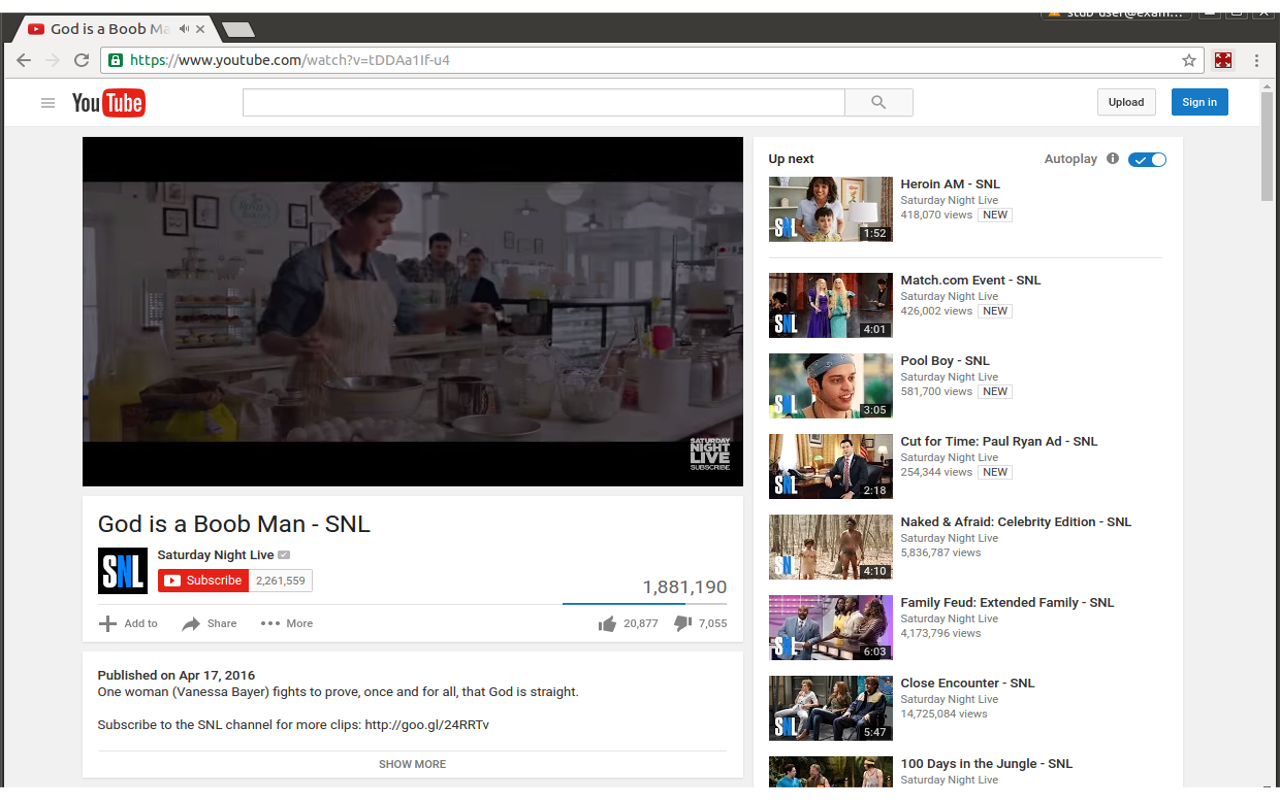 God is a Boob Ma
https://www.youtube.com/watch?v=tDDAa1If-u4
YouTube
Upload
Sign in
SATURDAY
NIGHT
LIVE
SUBSCRIBE
God is a Boob Man - SNL
SNL
Saturday Night Live
Subscribe 2,261,559
1,881,190
Add to Share More 20,877 7,055
Published on Apr 17, 2016
One woman (Vanessa Bayer) fights to prove, once and for all, that God is straight.
Subscribe to the SNL channel for more clips: http://goo.gl/24RRTv
SHOW MORE
Up next Autoplay
SNL 1:52
Heroin AM - SNL
Saturday Night Live
418,070 views NEW
SNL 4:01
Match.com Event - SNL
Saturday Night Live
426,002 views NEW
SNL 3:05
Pool Boy - SNL
Saturday Night Live
581,700 views NEW
SNL 2:18
Cut for Time: Paul Ryan Ad - SNL
Saturday Night Live
254,344 views NEW
SNL 4:10
Naked & Afraid: Celebrity Edition - SNL
Saturday Night Live
5,836,787 views
SNL 6:03
Family Feud: Extended Family - SNL
Saturday Night Live
4,173,796 views
SNL 5:47
Close Encounter - SNL
Saturday Night Live
14,725,084 views
100 Days in the Jungle - SNL
Saturday Night Live